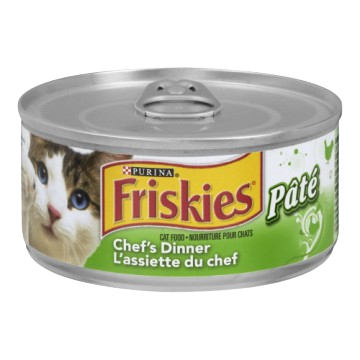 PURINA
Friskies
Pâté
CAT FOOD • NOURRITURE POUR CHATS
Chef's Dinner
L'assiette du chef